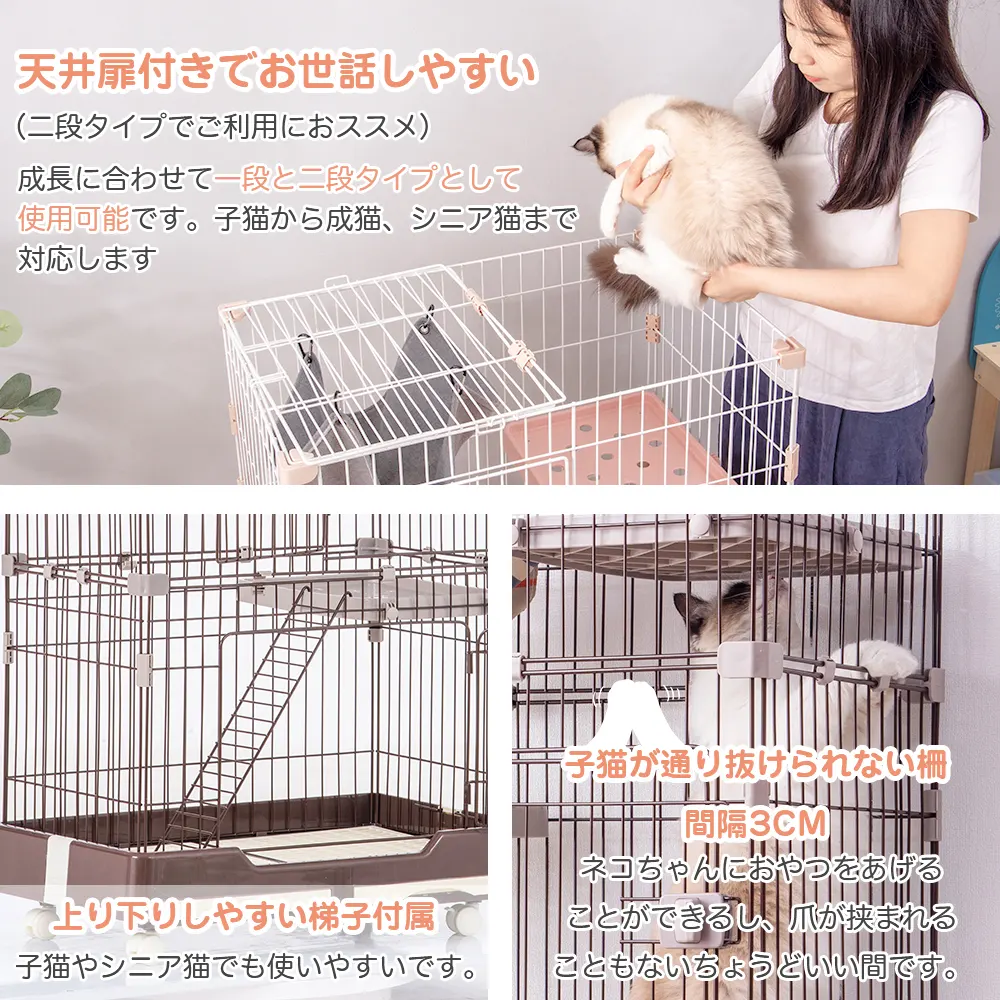 天井扉付きでお世話しやすい
(二段タイプでご利用におススメ)
成長に合わせて一段と二段タイプとして
使用可能です。子猫から成猫、シニア猫まで
対応します
上り下りしやすい梯子付属
子猫やシニア猫でも使いやすいです。
子猫が通り抜けられない柵
間隔3CM
ネコちゃんにおやつをあげる
ことができるし、爪が挟まれる
こともないちょうどいい間です。